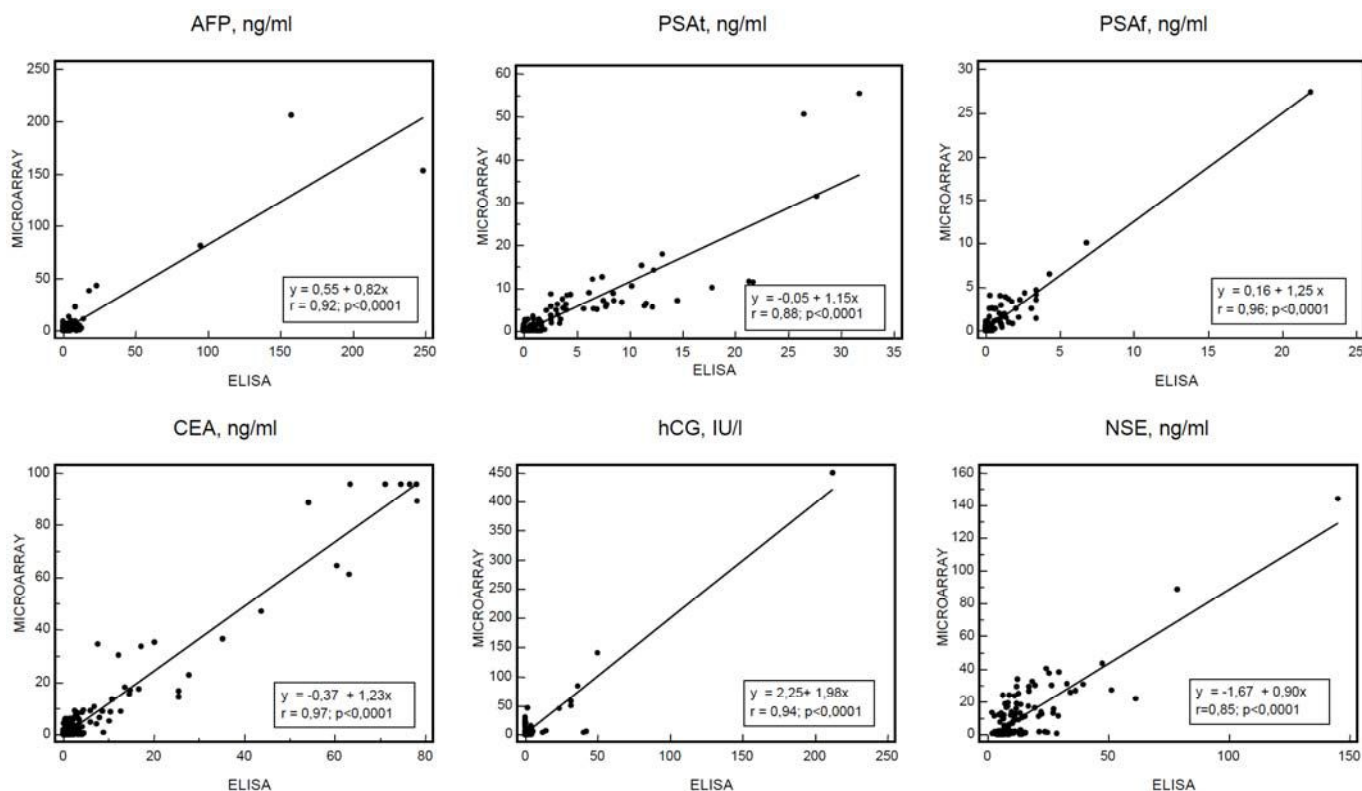 AFP, ng/ml
250
200
150
100
50
0
MICROARRAY
y = 0,55 + 0,82x
r = 0,92; p<0,0001
0 50 100 150 200 250
ELISA
PSAt, ng/ml
60
50
40
30
20
10
0
MICROARRAY
y = -0.05 + 1,15x
r = 0,88; p<0,0001
0 5 10 15 20 25 30 35
ELISA
PSAf, ng/ml
30
25
20
15
10
5
0
MICROARRAY
y = 0,16 + 1,25 x
r = 0,96; p<0,0001
0 5 10 15 20 25
ELISA
CEA, ng/ml
100
80
60
40
20
0
MICROARRAY
y = -0,37 + 1,23x
r = 0,97; p<0,0001
0 20 40 60 80
ELISA
hCG, IU/l
450
400
350
300
250
200
150
100
50
0
MICROARRAY
y = 2,25+ 1,98x
r = 0,94; p<0,0001
0 50 100 150 200 250
ELISA
NSE, ng/ml
160
140
120
100
80
60
40
20
0
MICROARRAY
y = -1,67 + 0,90x
r=0,85; p<0,0001
0 50 100 150
ELISA